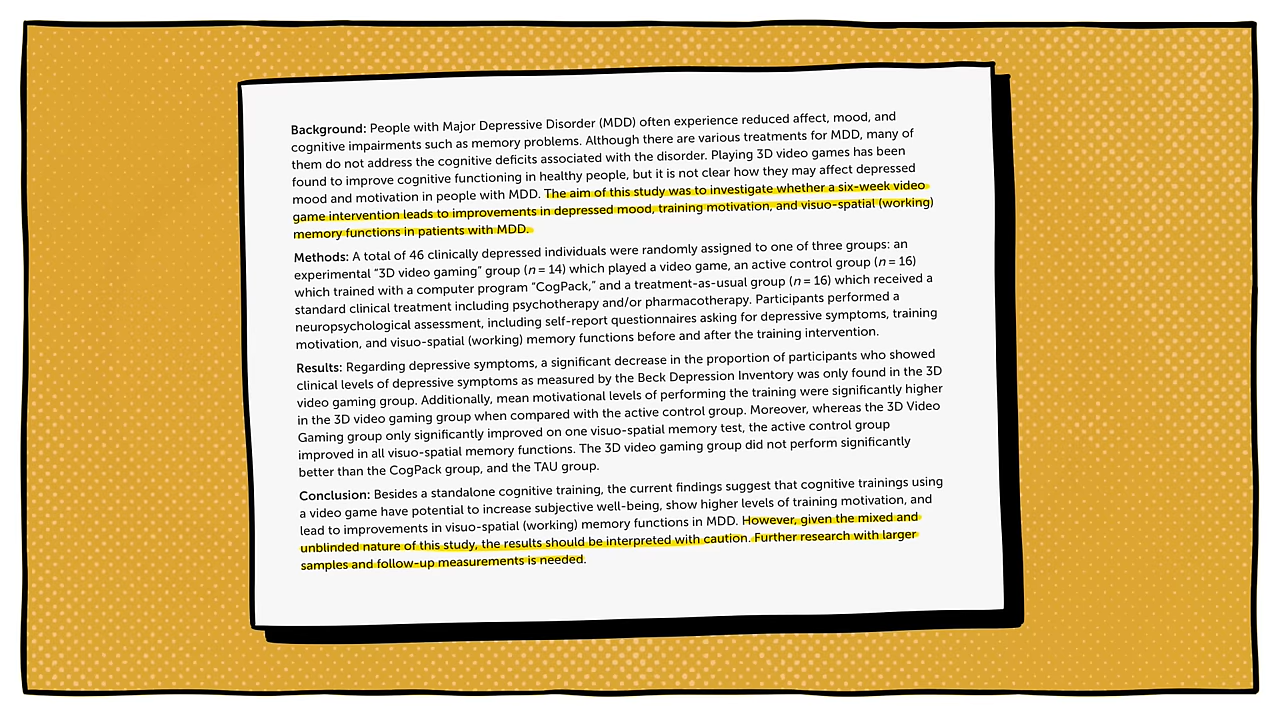 Background: People with Major Depressive Disorder (MDD) often experience reduced affect, mood, and
cognitive impairments such as memory problems. Although there are various treatments for MDD, many of
them do not address the cognitive deficits associated with the disorder. Playing 3D video games has been
found to improve cognitive functioning in healthy people, but it is not clear how they may affect depressed
mood and motivation in people with MDD. The aim of this study was to investigate whether a six-week video
game intervention leads to improvements in depressed mood, training motivation, and visuo-spatial (working)
memory functions in patients with MDD.
Methods: A total of 46 clinically depressed individuals were randomly assigned to one of three groups: an
experimental “3D video gaming” group (n = 14) which played a video game, an active control group (n = 16)
which trained with a computer program “CogPack,” and a treatment-as-usual group (n = 16) which received a
standard clinical treatment including psychotherapy and/or pharmacotherapy. Participants performed a
neuropsychological assessment, including self-report questionnaires asking for depressive symptoms, training
motivation, and visuo-spatial (working) memory functions before and after the training intervention.
Results: Regarding depressive symptoms, a significant decrease in the proportion of participants who showed
clinical levels of depressive symptoms as measured by the Beck Depression Inventory was only found in the 3D
video gaming group. Additionally, mean motivational levels of performing the training were significantly higher
in the 3D video gaming group when compared with the active control group. Moreover, whereas the 3D Video
Gaming group only significantly improved on one visuo-spatial memory test, the active control group
improved in all visuo-spatial memory functions. The 3D video gaming group did not perform significantly
better than the CogPack group, and the TAU group.
Conclusion: Besides a standalone cognitive training, the current findings suggest that cognitive trainings using
a video game have potential to increase subjective well-being, show higher levels of training motivation, and
lead to improvements in visuo-spatial (working) memory functions in MDD. However, given the mixed and
unblinded nature of this study, the results should be interpreted with caution. Further research with larger
samples and follow-up measurements is needed.